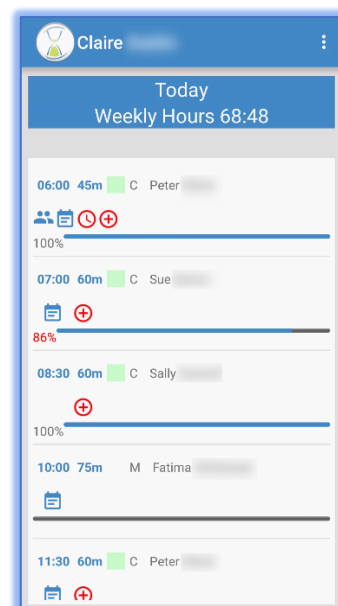 Claire
Today
Weekly Hours 68:48
06:00 45m C Peter
100%
07:00 60m C Sue
86%
08:30 60m C Sally
100%
10:00 75m M Fatima
11:30 60m C Peter